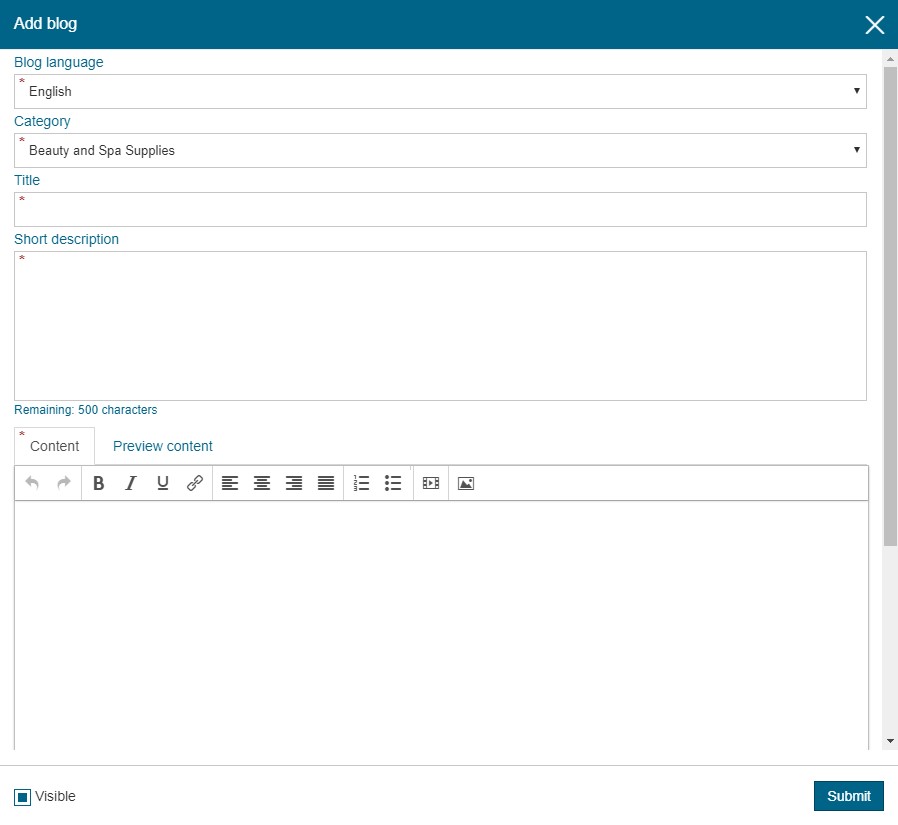 Add blog
Blog language
* English
Category
* Beauty and Spa Supplies
Title
*
Short description
*
Remaining: 500 characters
* Content Preview content
Visible Submit